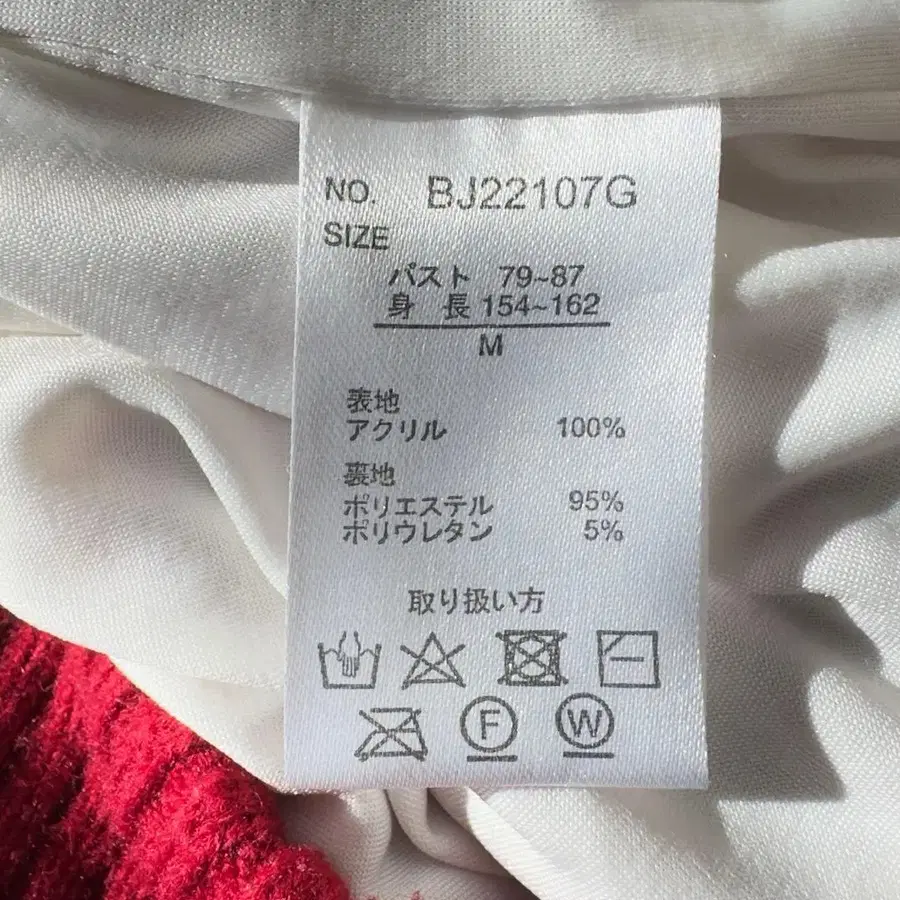 NO. BJ22107G
SIZE
バスト 79~87
身 長 154~162
M
表地
アクリル 100%
裏地
ポリエステル 95%
ポリウレタン 5%
取り扱い方
F W